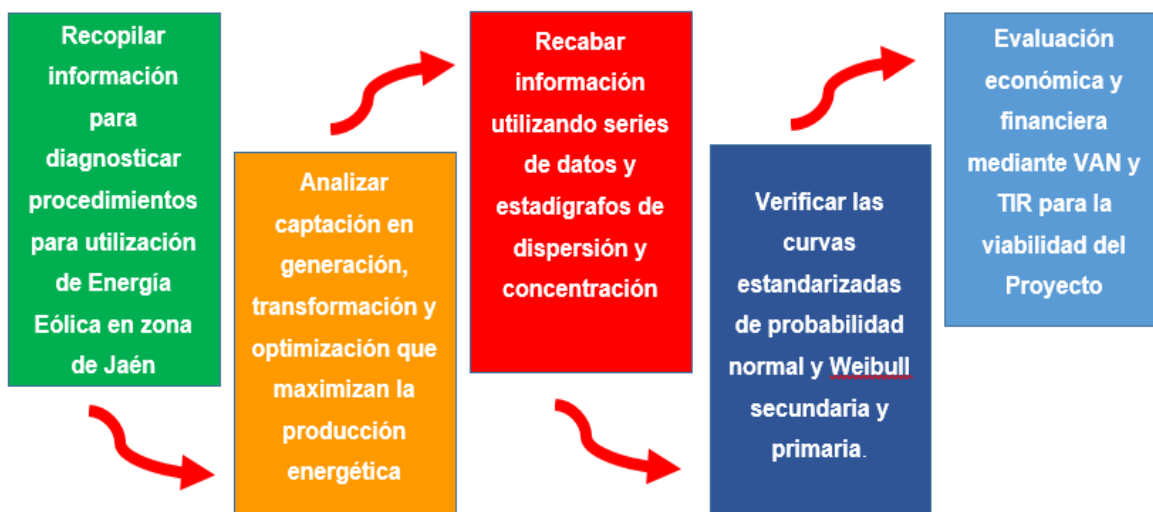 Recopilar
información
para
diagnosticar
procedimientos
para utilización
de Energía
Eólica en zona
de Jaén
Analizar
captación en
generación,
transformación y
optimización que
maximizan la
producción
energética
Recabar
información
utilizando series
de datos y
estadígrafos de
dispersión y
concentración
Verificar las
curvas
estandarizadas
de probabilidad
normal y Weibull
secundaria y
primaria.
Evaluación
económica y
financiera
mediante VAN y
TIR para la
viabilidad del
Proyecto